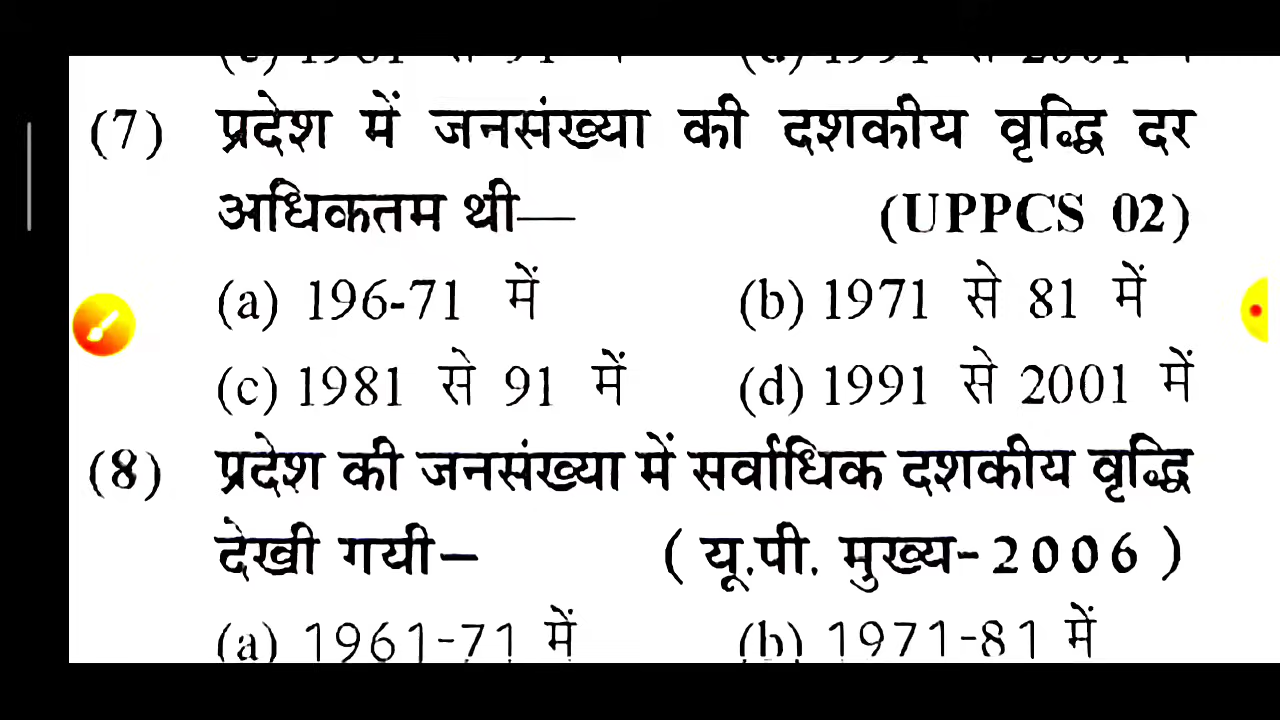 (7) प्रदेश में जनसंख्या की दशकीय वृद्धि दर
अधिकतम थी— (UPPCS 02)
(a) 196-71 में (b) 1971 से 81 में
(c) 1981 से 91 में (d) 1991 से 2001 में
(8) प्रदेश की जनसंख्या में सर्वाधिक दशकीय वृद्धि
देखी गयी– ( यू.पी. मुख्य-2006 )
(a) 1961-71 में (b) 1971-81 में